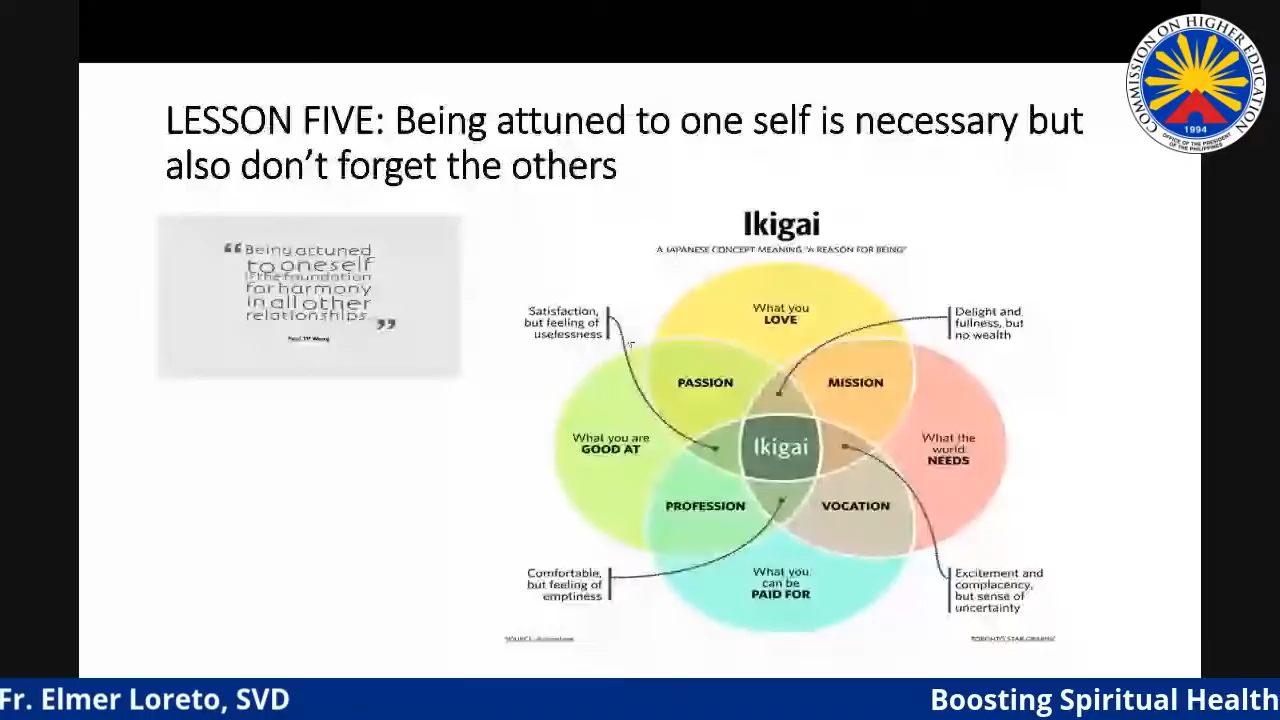 LESSON FIVE: Being attuned to one self is necessary but
also don't forget the others
COMMISSION ON HIGHER EDUCATION
1994
OFFICE OF THE PRESIDENT
OF THE PHILIPPINES
“Being attuned
to oneself
is the foundation
for harmony
in all other
relationships.
”
Ikigai
A JAPANESE CONCEPT MEANING "A REASON FOR BEING"
Satisfaction,
but feeling of
uselessness
What you
LOVE
Delight and
fullness, but
no wealth
PASSION
MISSION
What you are
GOOD AT
Ikigai
What the
world
NEEDS
PROFESSION
VOCATION
Comfortable,
but feeling of
emptiness
What you
can be
PAID FOR
Excitement and
complacency,
but sense of
uncertainty
TORONTO STAR GRAPHIC
Fr. Elmer Loreto, SVD
Boosting Spiritual Health